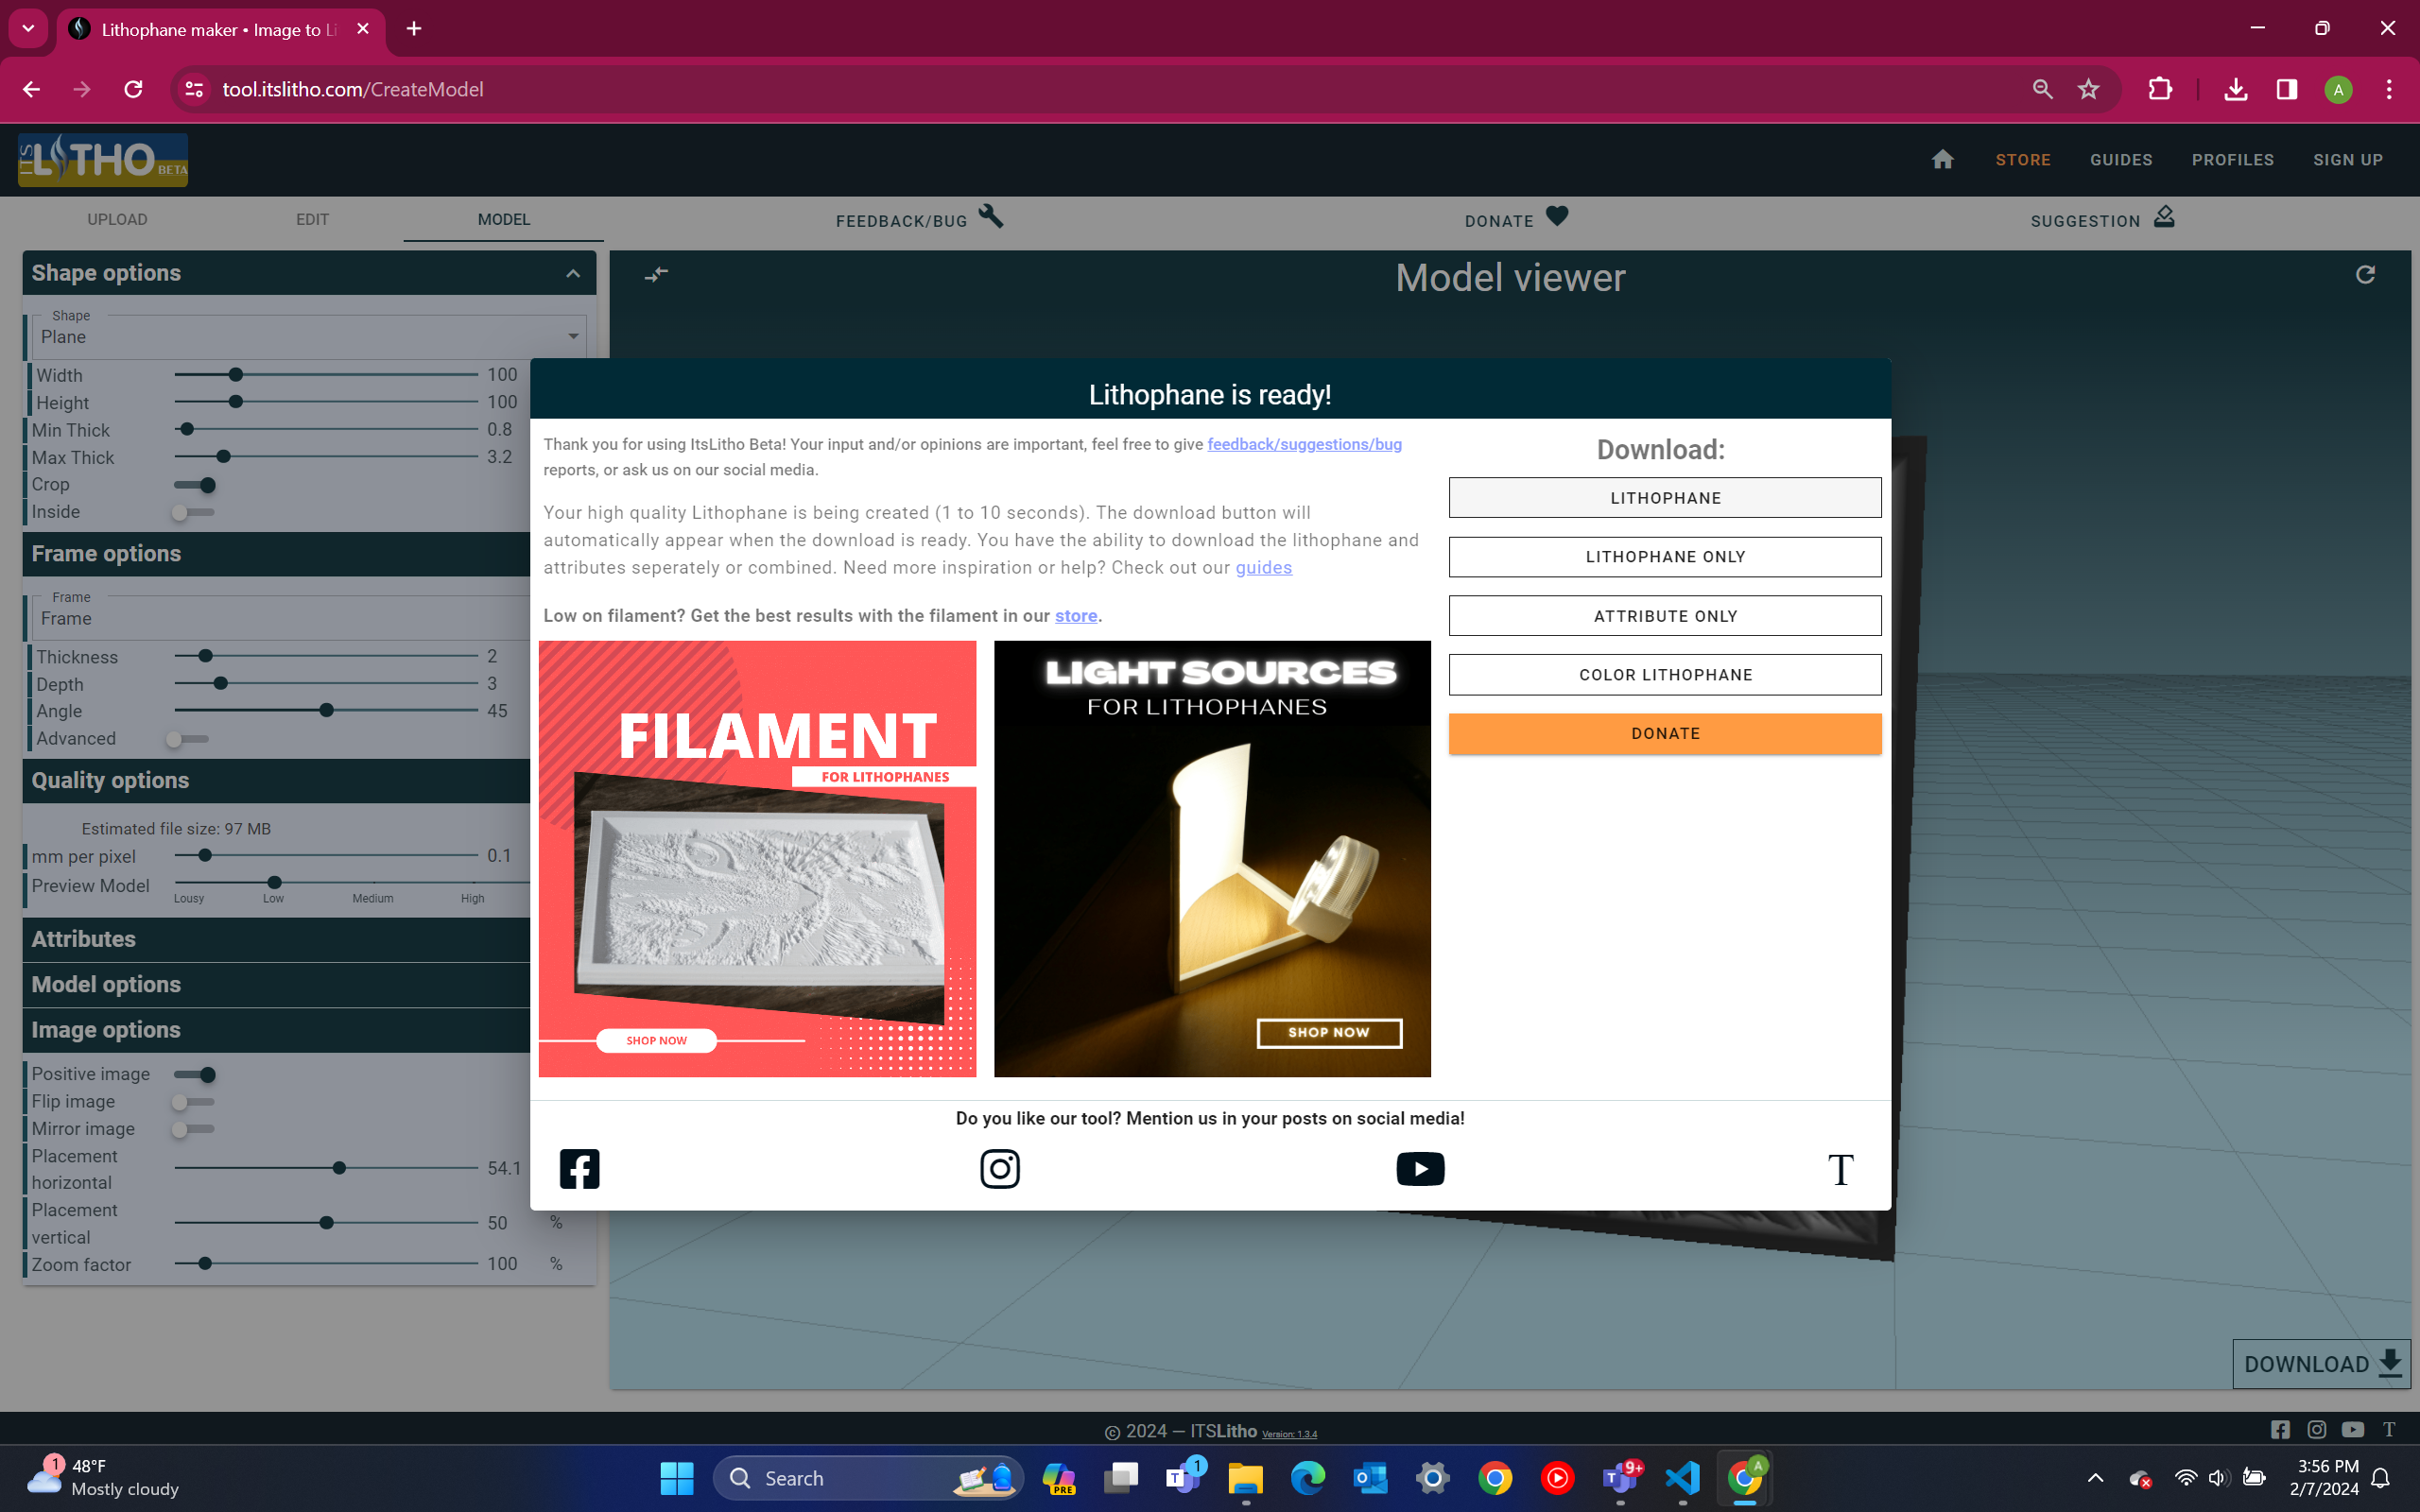 Lithophane maker • Image to Li
tool.itslitho.com/CreateModel
A
ITS LITHO BETA
STORE
GUIDES
PROFILES
SIGN UP
UPLOAD
EDIT
MODEL
FEEDBACK/BUG
DONATE
SUGGESTION
Shape options
Shape
Plane
Width 100
Height 100
Min Thick 0.8
Max Thick 3.2
Crop
Inside
Frame options
Frame
Frame
Thickness 2
Depth 3
Angle 45
Advanced
Quality options
Estimated file size: 97 MB
mm per pixel 0.1
Preview Model
Lousy Low Medium High
Attributes
Model options
Image options
Positive image
Flip image
Mirror image
Placement
horizontal 54.1
Placement
vertical 50 %
Zoom factor 100 %
Model viewer
Lithophane is ready!
Thank you for using ItsLitho Beta! Your input and/or opinions are important, feel free to give feedback/suggestions/bug
reports, or ask us on our social media.
Your high quality Lithophane is being created (1 to 10 seconds). The download button will
automatically appear when the download is ready. You have the ability to download the lithophane and
attributes seperately or combined. Need more inspiration or help? Check out our guides
Low on filament? Get the best results with the filament in our store.
FILAMENT
FOR LITHOPHANES
SHOP NOW
LIGHT SOURCES
FOR LITHOPHANES
SHOP NOW
Download:
LITHOPHANE
LITHOPHANE ONLY
ATTRIBUTE ONLY
COLOR LITHOPHANE
DONATE
Do you like our tool? Mention us in your posts on social media!
T
DOWNLOAD
© 2024 — ITSLitho Version: 1.3.4
T
1
48°F
Mostly cloudy
Search
PRE
T
1
O
T
9+
A
3:56 PM
2/7/2024